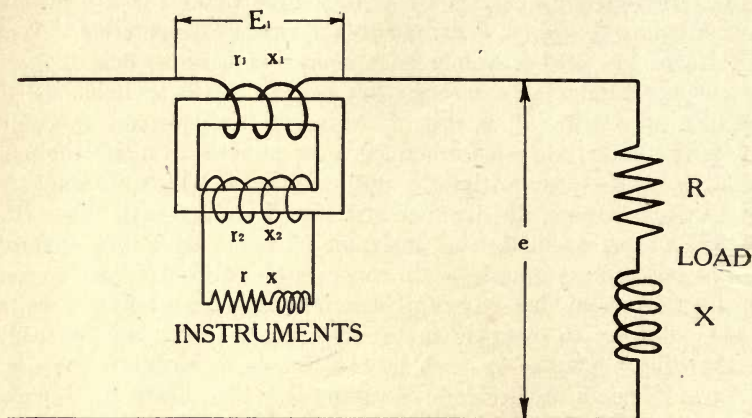 E₁
r₁ x₁
r₂ x₂
r x
INSTRUMENTS
e
R
LOAD
X